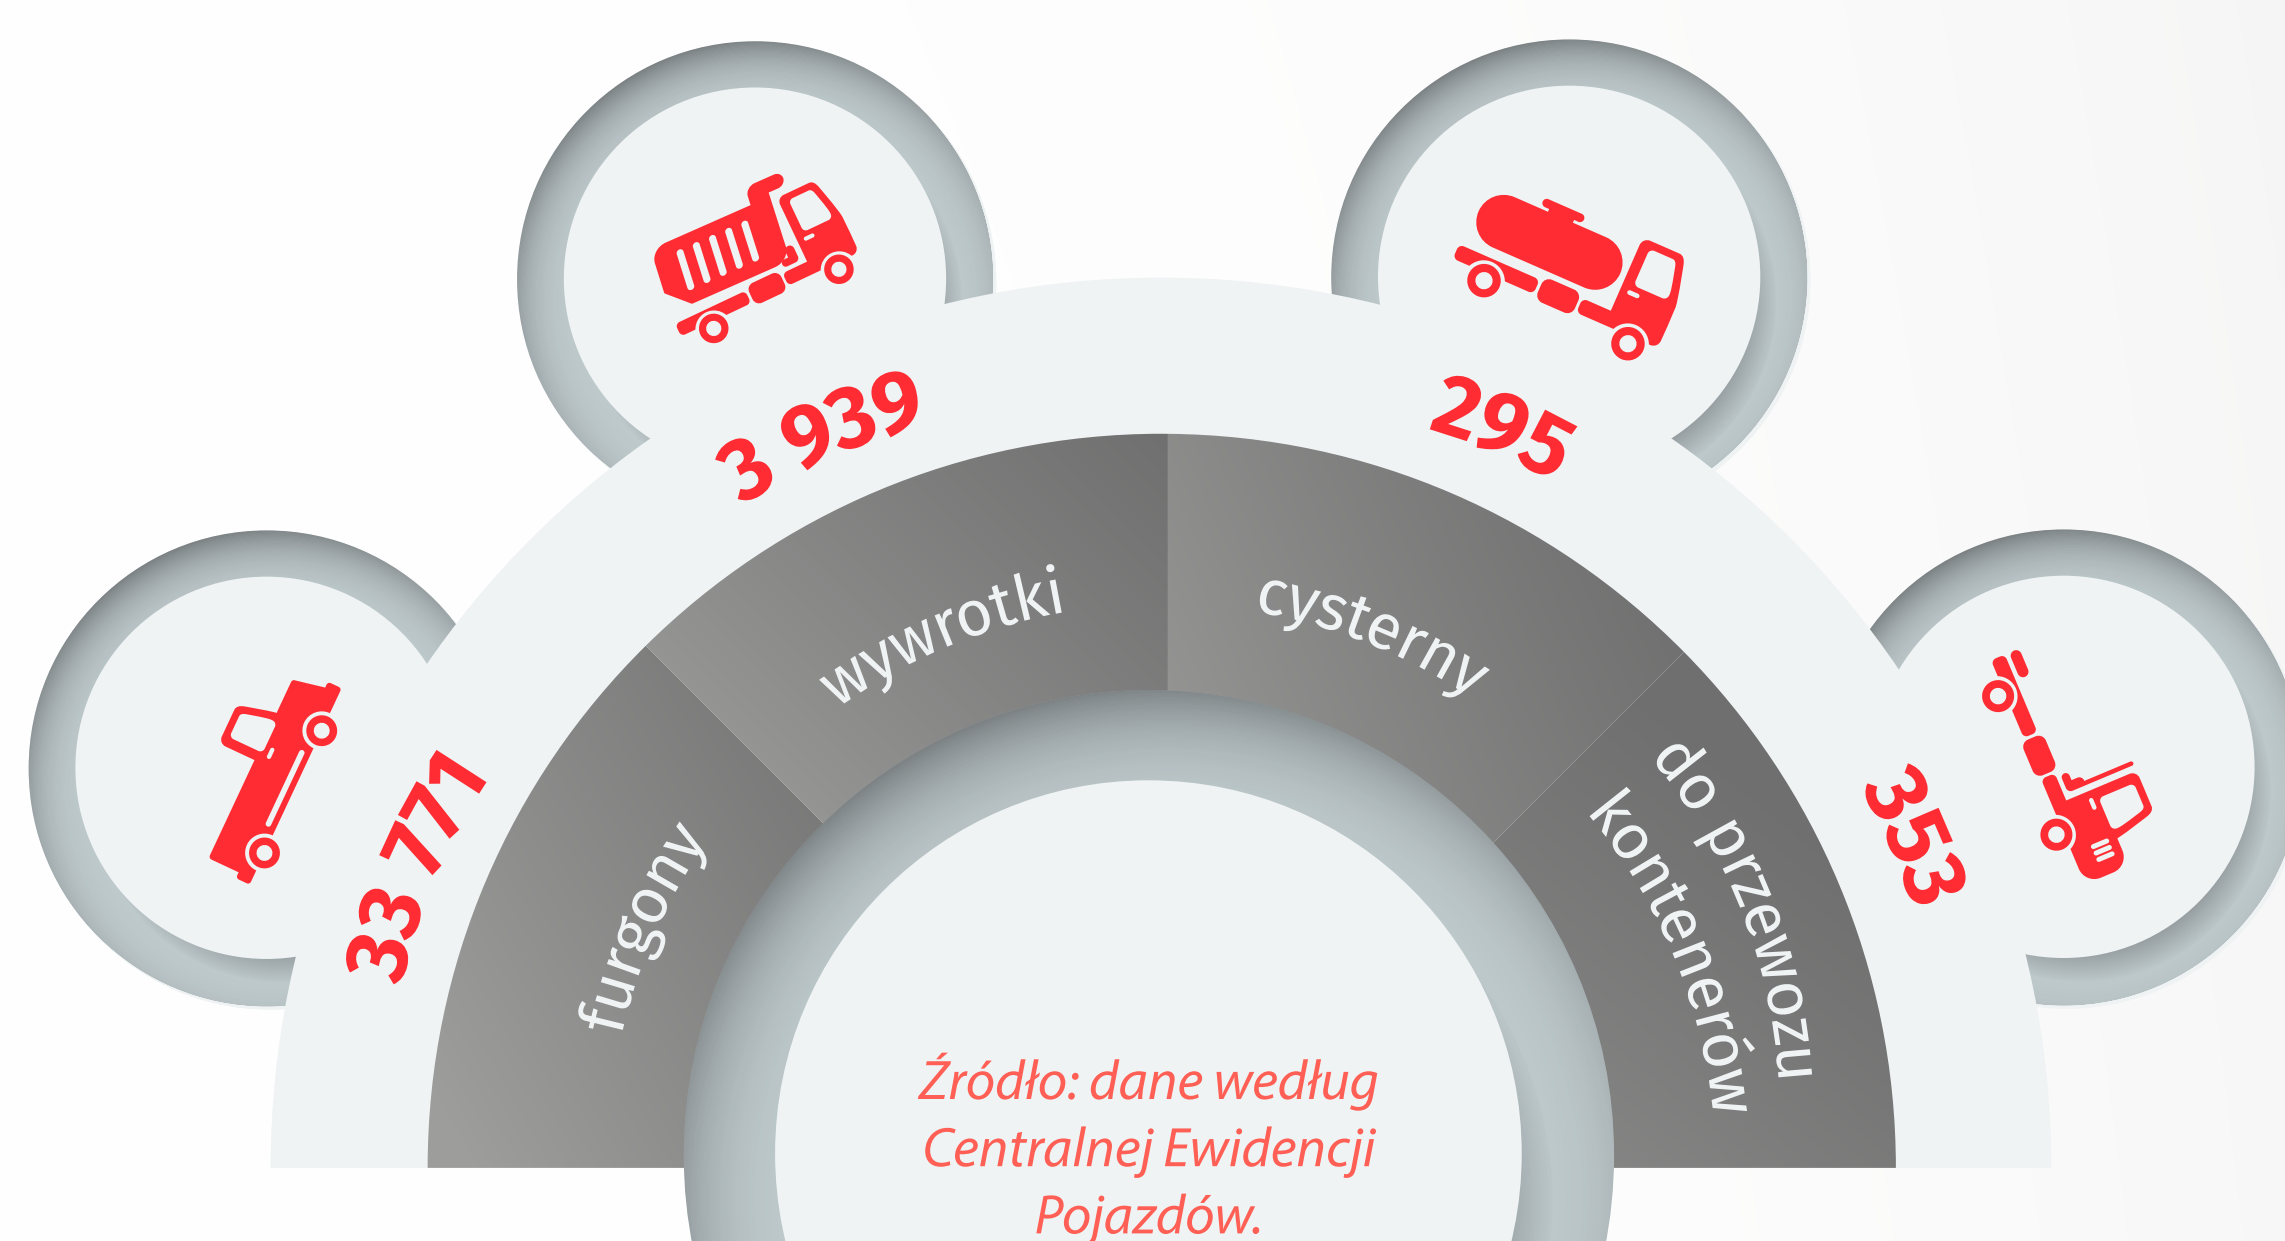 33 771
furgony
3 939
wywrotki
295
cysterny
353
do przewozu
kontenerów
Źródło: dane według
Centralnej Ewidencji
Pojazdów.